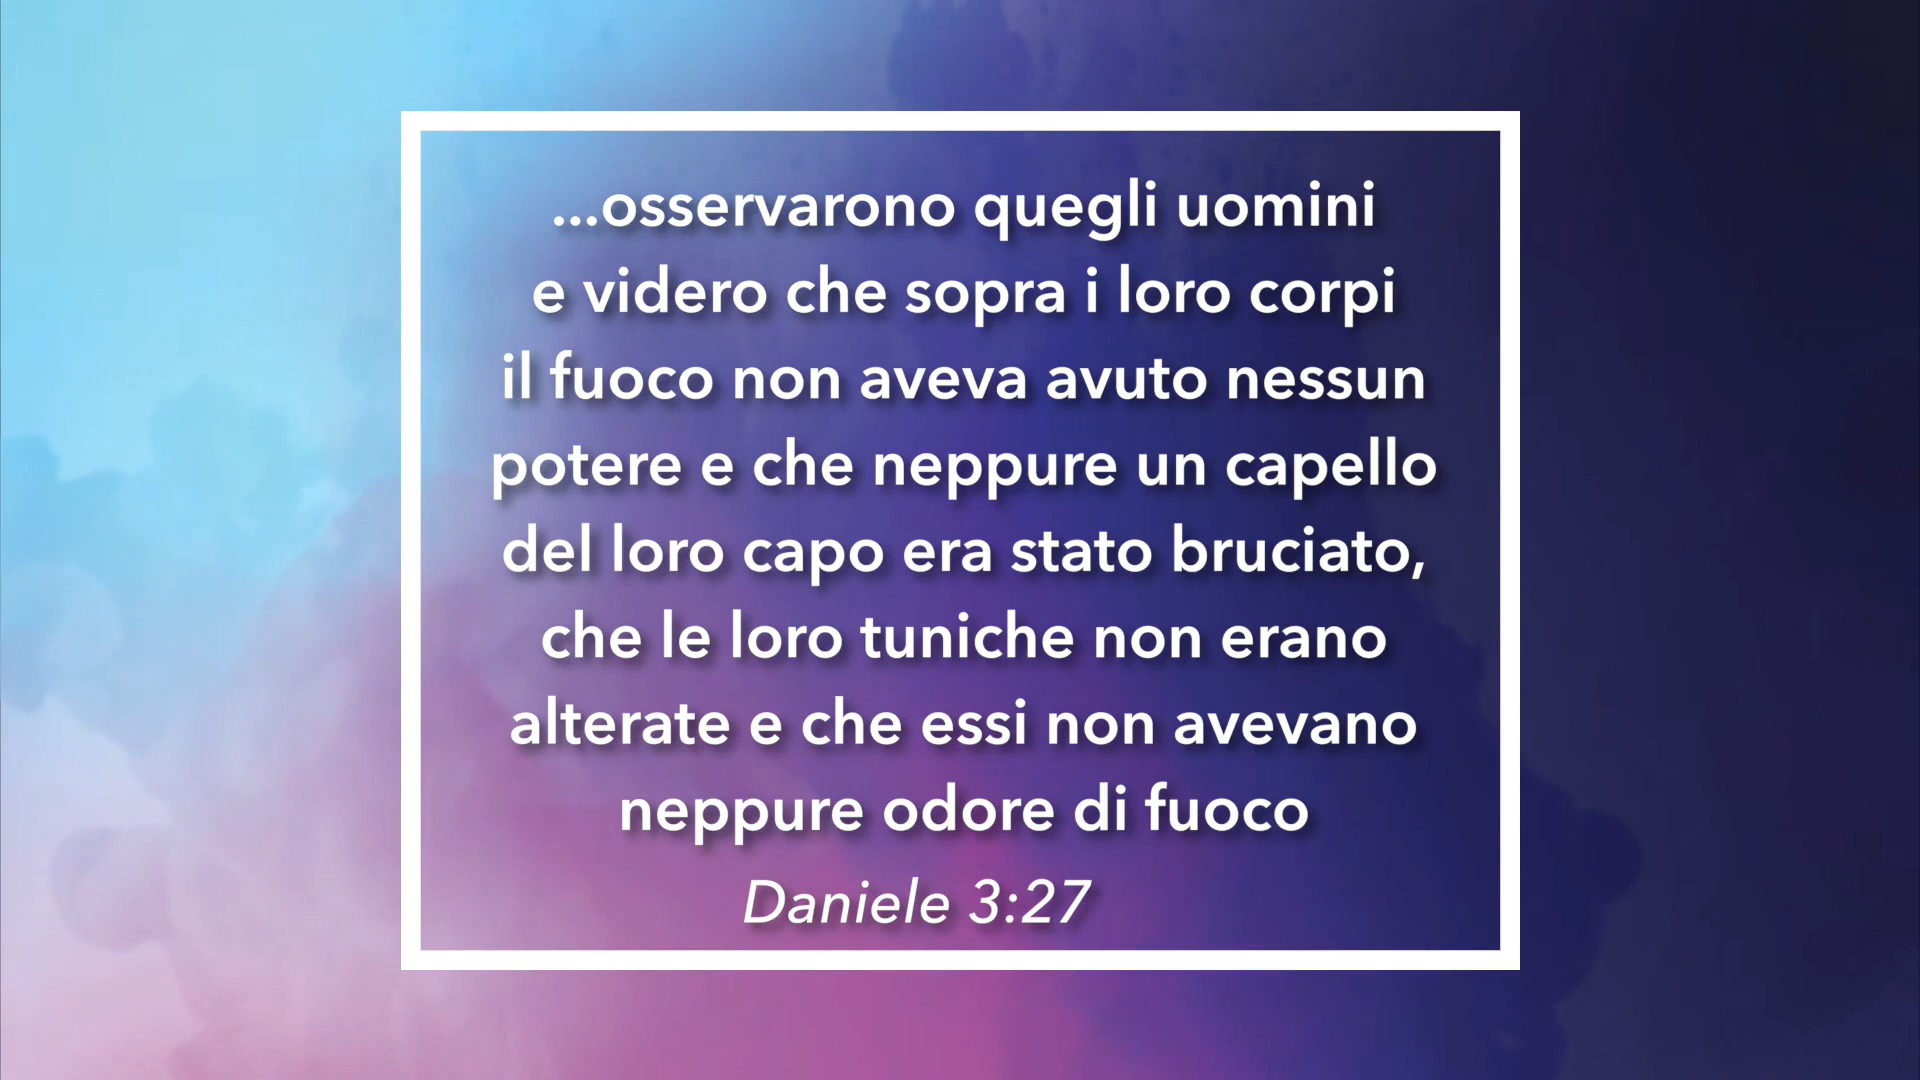 ...osservarono quegli uomini
e videro che sopra i loro corpi
il fuoco non aveva avuto nessun
potere e che neppure un capello
del loro capo era stato bruciato,
che le loro tuniche non erano
alterate e che essi non avevano
neppure odore di fuoco
Daniele 3:27